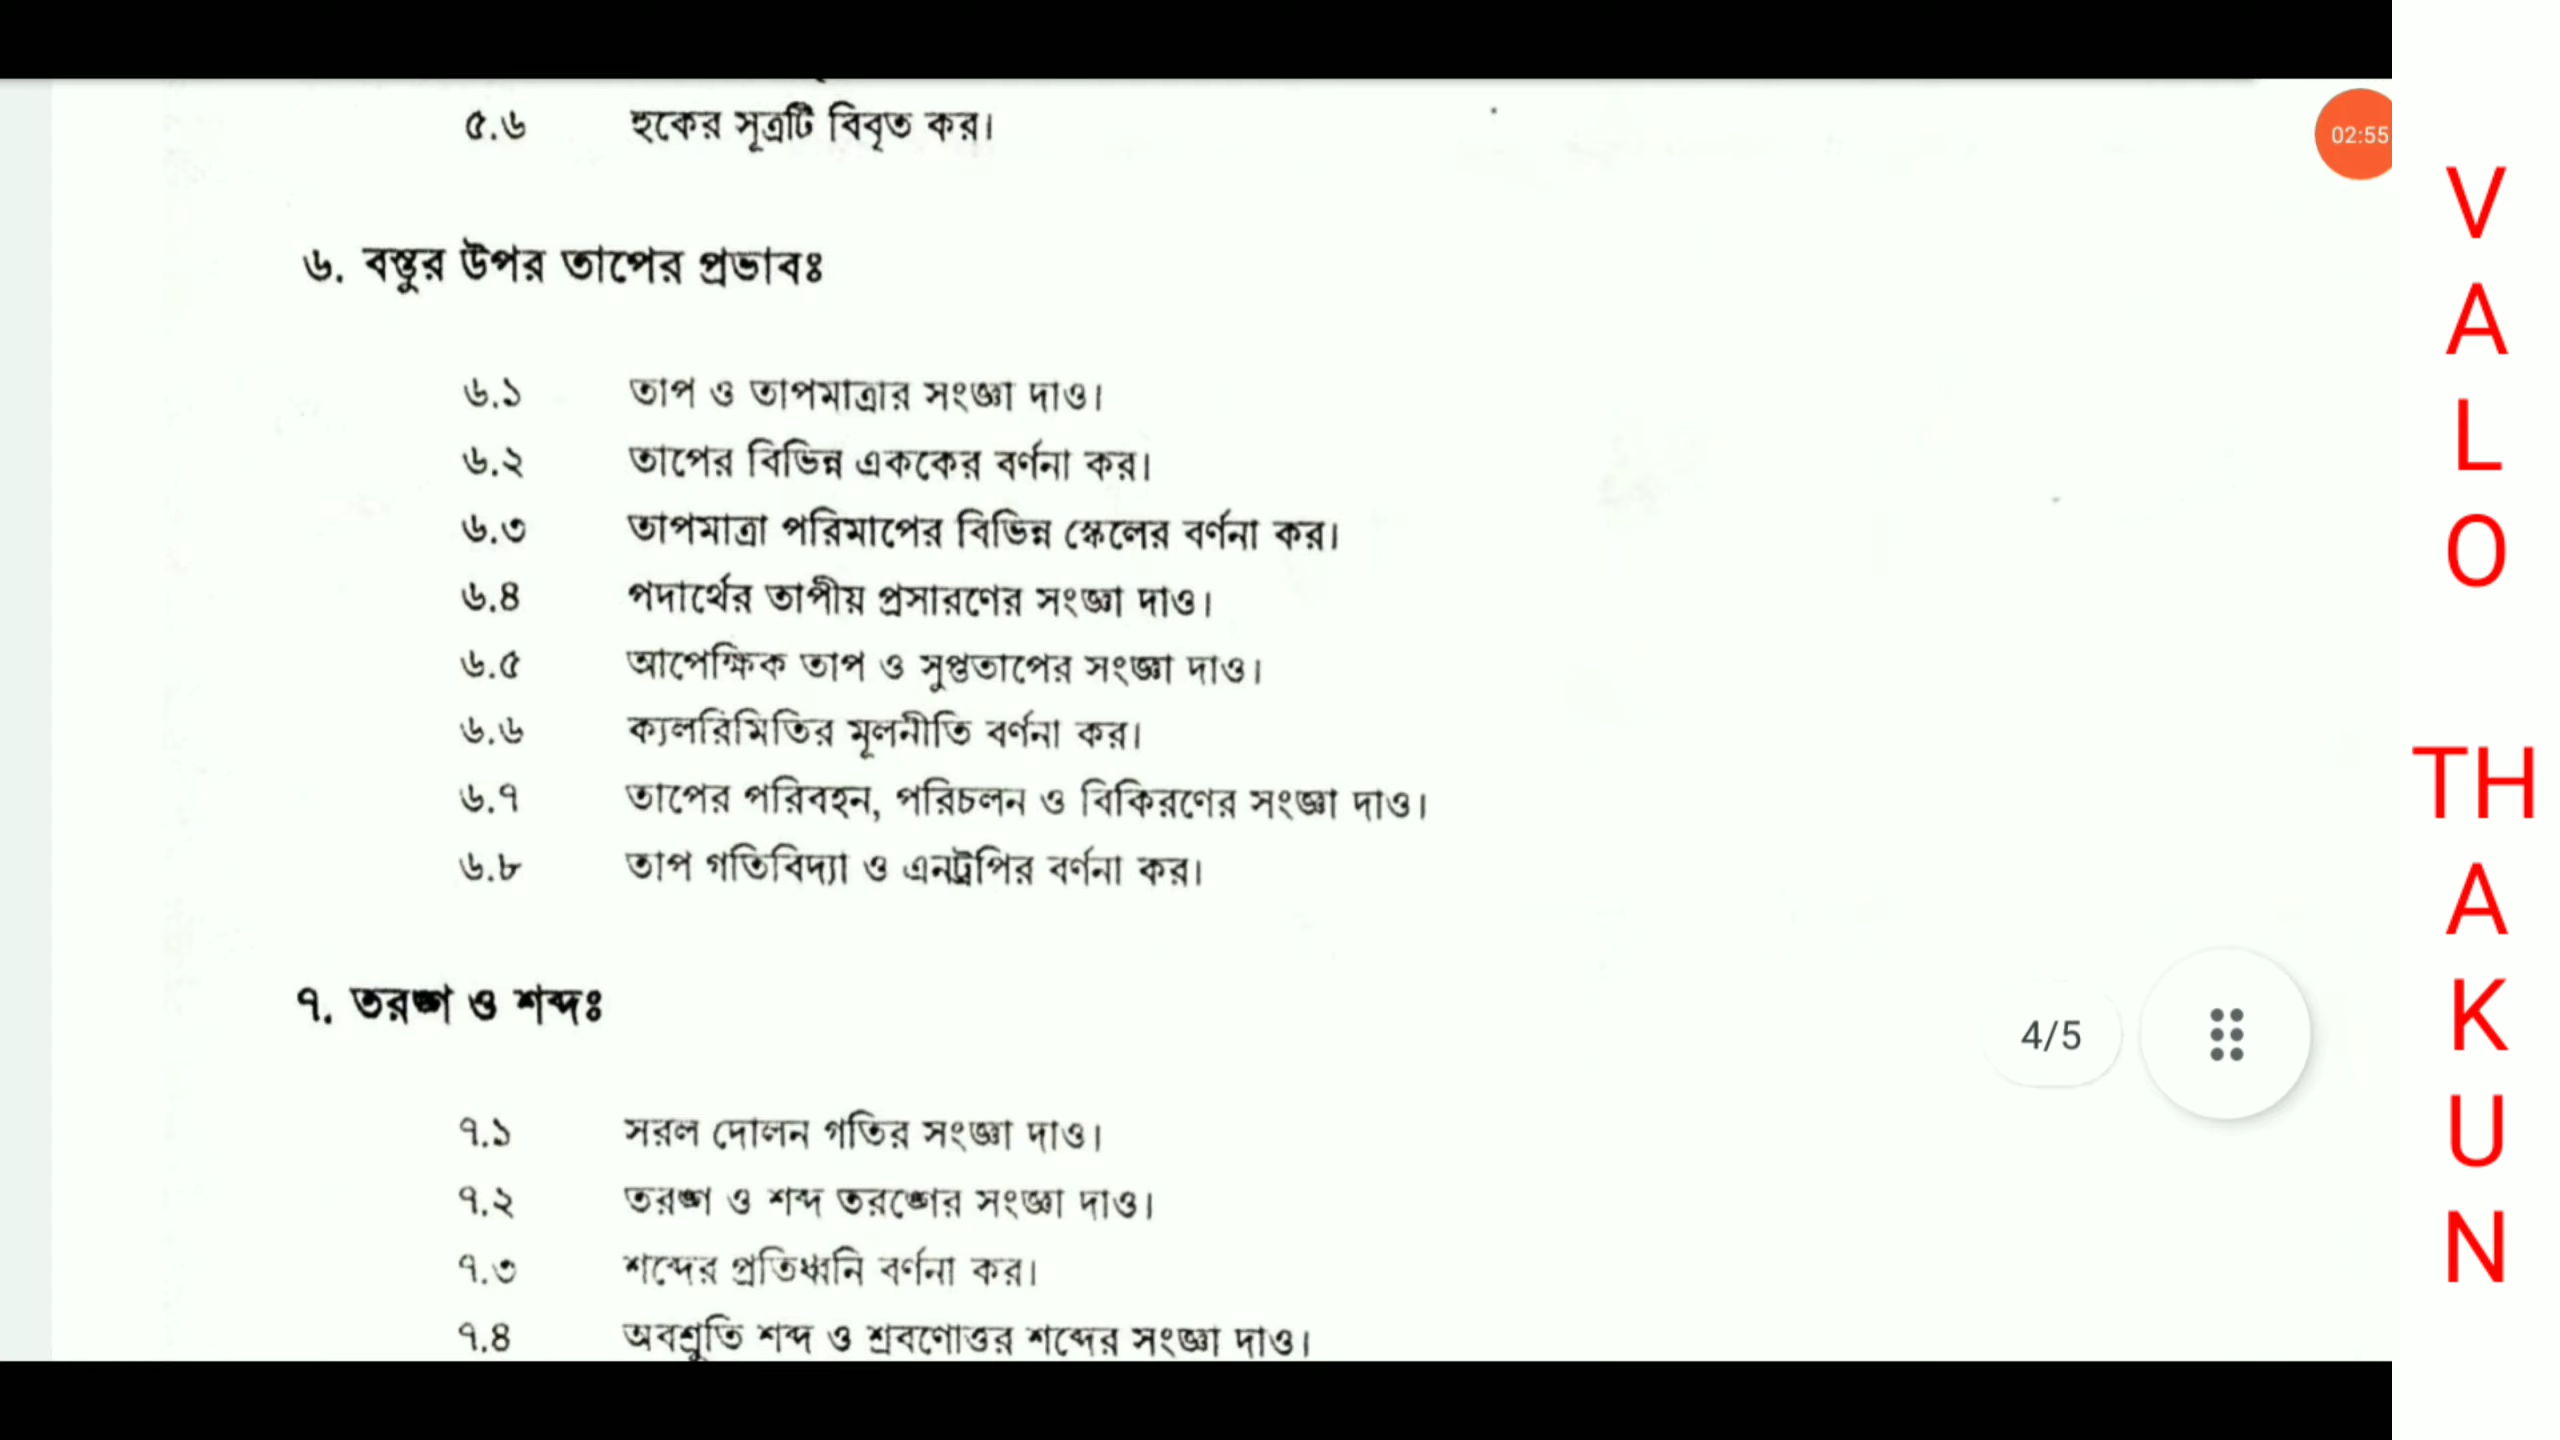 ৫.৬ হুকের সূত্রটি বিবৃত কর।
02:55
৬. বস্তুর উপর তাপের প্রভাবঃ
৬.১ তাপ ও তাপমাত্রার সংজ্ঞা দাও।
৬.২ তাপের বিভিন্ন এককের বর্ণনা কর।
৬.৩ তাপমাত্রা পরিমাপের বিভিন্ন স্কেলের বর্ণনা কর।
৬.৪ পদার্থের তাপীয় প্রসারণের সংজ্ঞা দাও।
৬.৫ আপেক্ষিক তাপ ও সুপ্ততাপের সংজ্ঞা দাও।
৬.৬ ক্যলরিমিতির মূলনীতি বর্ণনা কর।
৬.৭ তাপের পরিবহন, পরিচলন ও বিকিরণের সংজ্ঞা দাও।
৬.৮ তাপ গতিবিদ্যা ও এনট্রপির বর্ণনা কর।
৭. তরঙ্গ ও শব্দঃ
4/5
৭.১ সরল দোলন গতির সংজ্ঞা দাও।
৭.২ তরঙ্গ ও শব্দ তরঙ্গের সংজ্ঞা দাও।
৭.৩ শব্দের প্রতিধ্বনি বর্ণনা কর।
৭.৪ অবশ্রুতি শব্দ ও শ্রবণোত্তর শব্দের সংজ্ঞা দাও।
V
A
L
O
TH
A
K
U
N